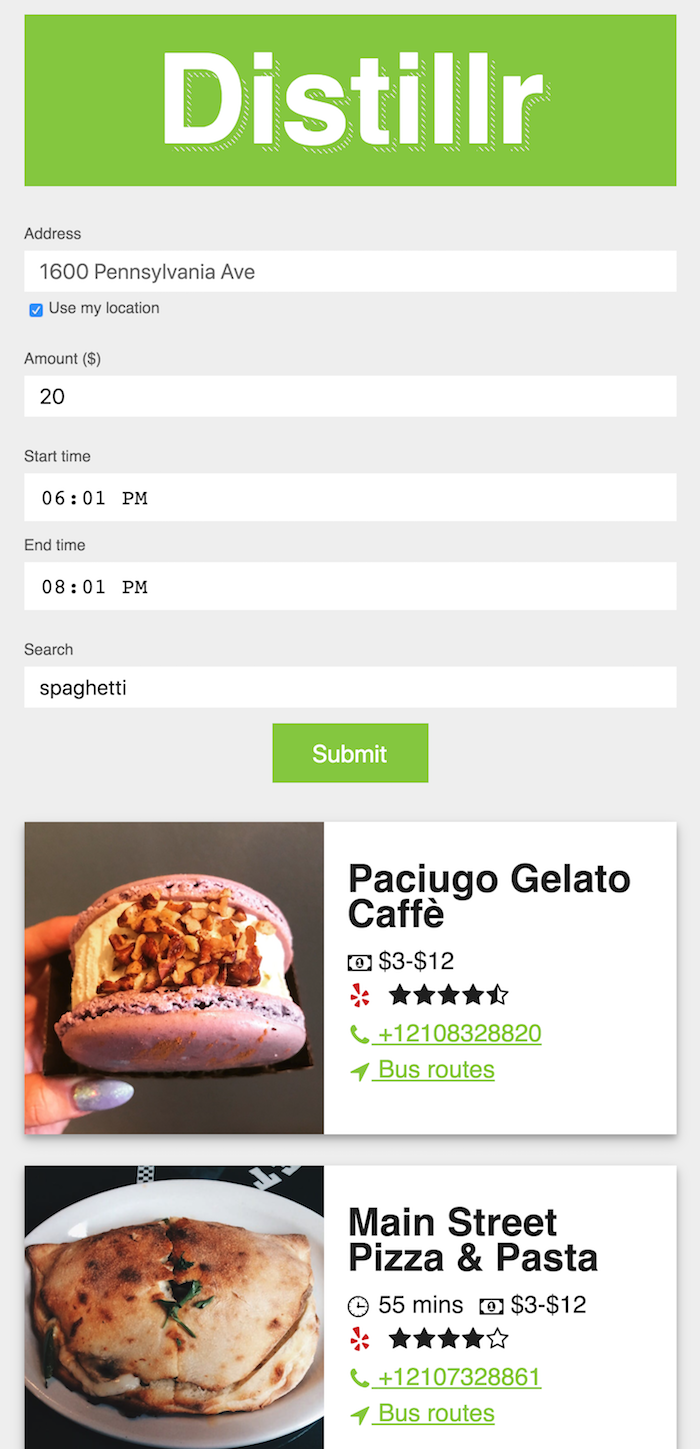 Distillr
Address
1600 Pennsylvania Ave
Use my location
Amount ($)
20
Start time
06:01 PM
End time
08:01 PM
Search
spaghetti
Submit
Paciugo Gelato
Caffè
$3-$12
+12108328820
Bus routes
Main Street
Pizza & Pasta
55 mins $3-$12
+12107328861
Bus routes